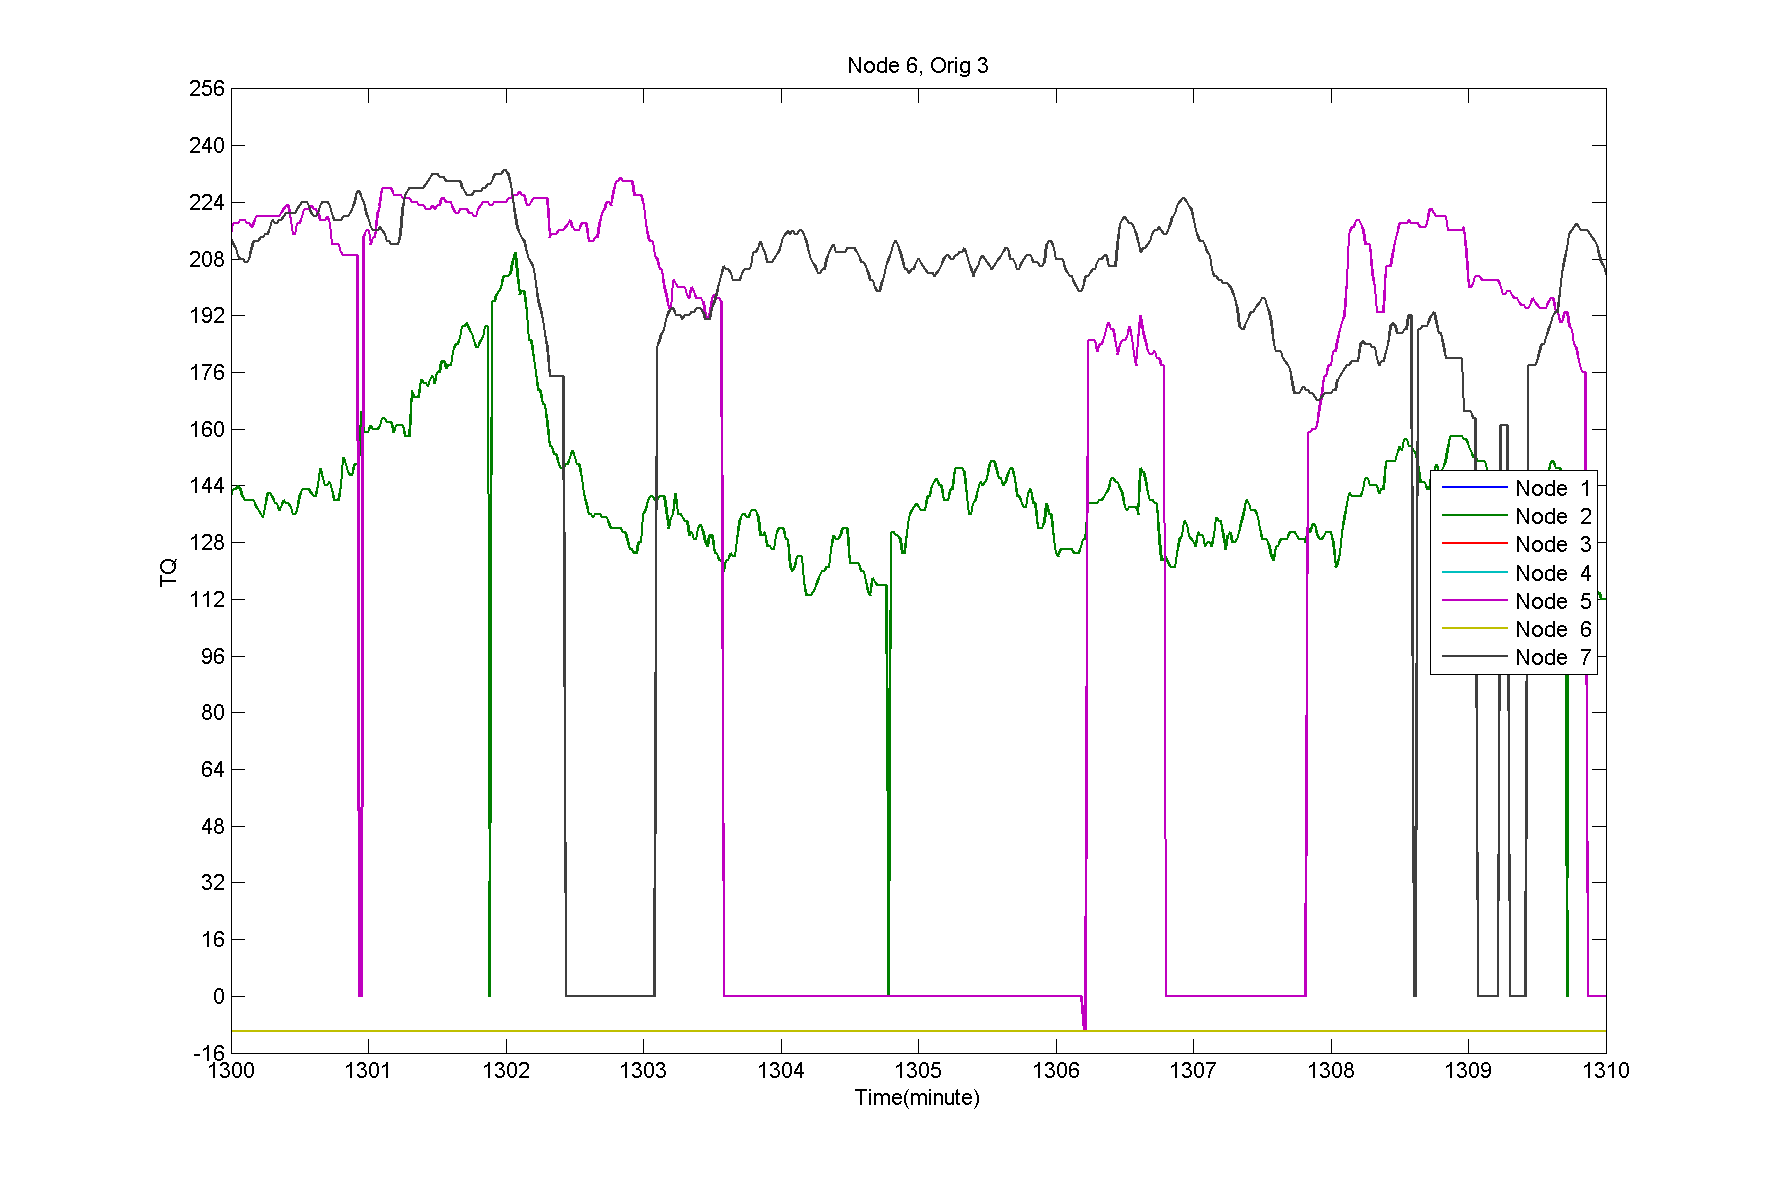 Node 6, Orig 3
256
240
224
208
192
176
160
144
128
112
96
80
64
48
32
16
0
-16
TQ
Node 1
Node 2
Node 3
Node 4
Node 5
Node 6
Node 7
1300 1301 1302 1303 1304 1305 1306 1307 1308 1309 1310
Time(minute)